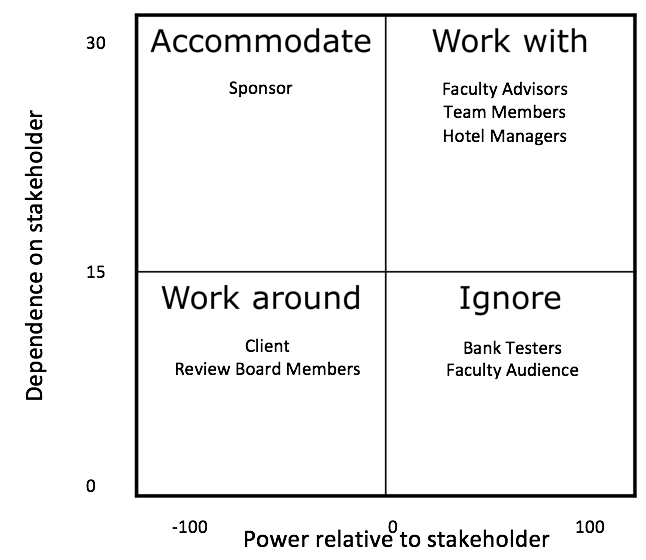 30
Accommodate
Work with
Sponsor
Faculty Advisors
Team Members
Hotel Managers
Dependence on stakeholder
15
Work around
Ignore
Client
Review Board Members
Bank Testers
Faculty Audience
0
-100
0
100
Power relative to stakeholder